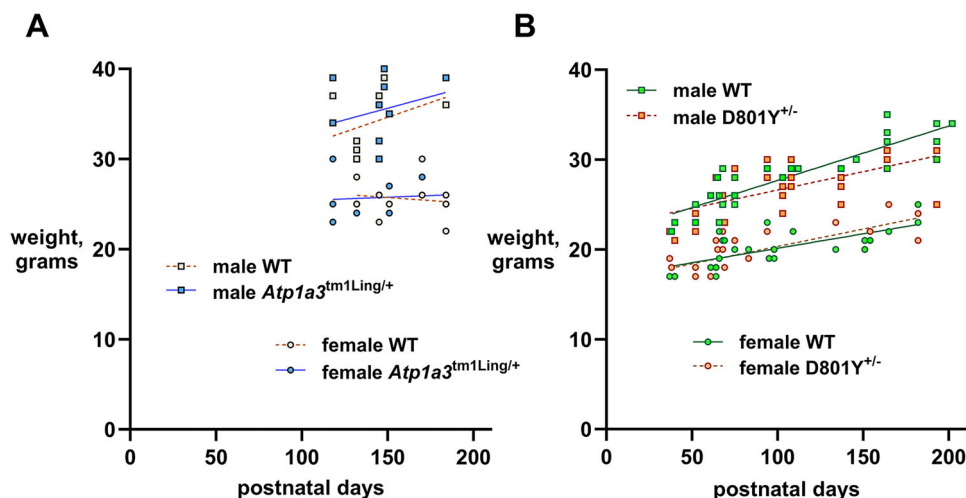 A
40
30
weight,
grams
20
10
0
0 50 100 150 200
postnatal days
male WT
male Atp1a3tm1Ling/+
female WT
female Atp1a3tm1Ling/+
B
40
30
weight,
grams
20
10
0
0 50 100 150 200
postnatal days
male WT
male D801Y+/-
female WT
female D801Y+/-